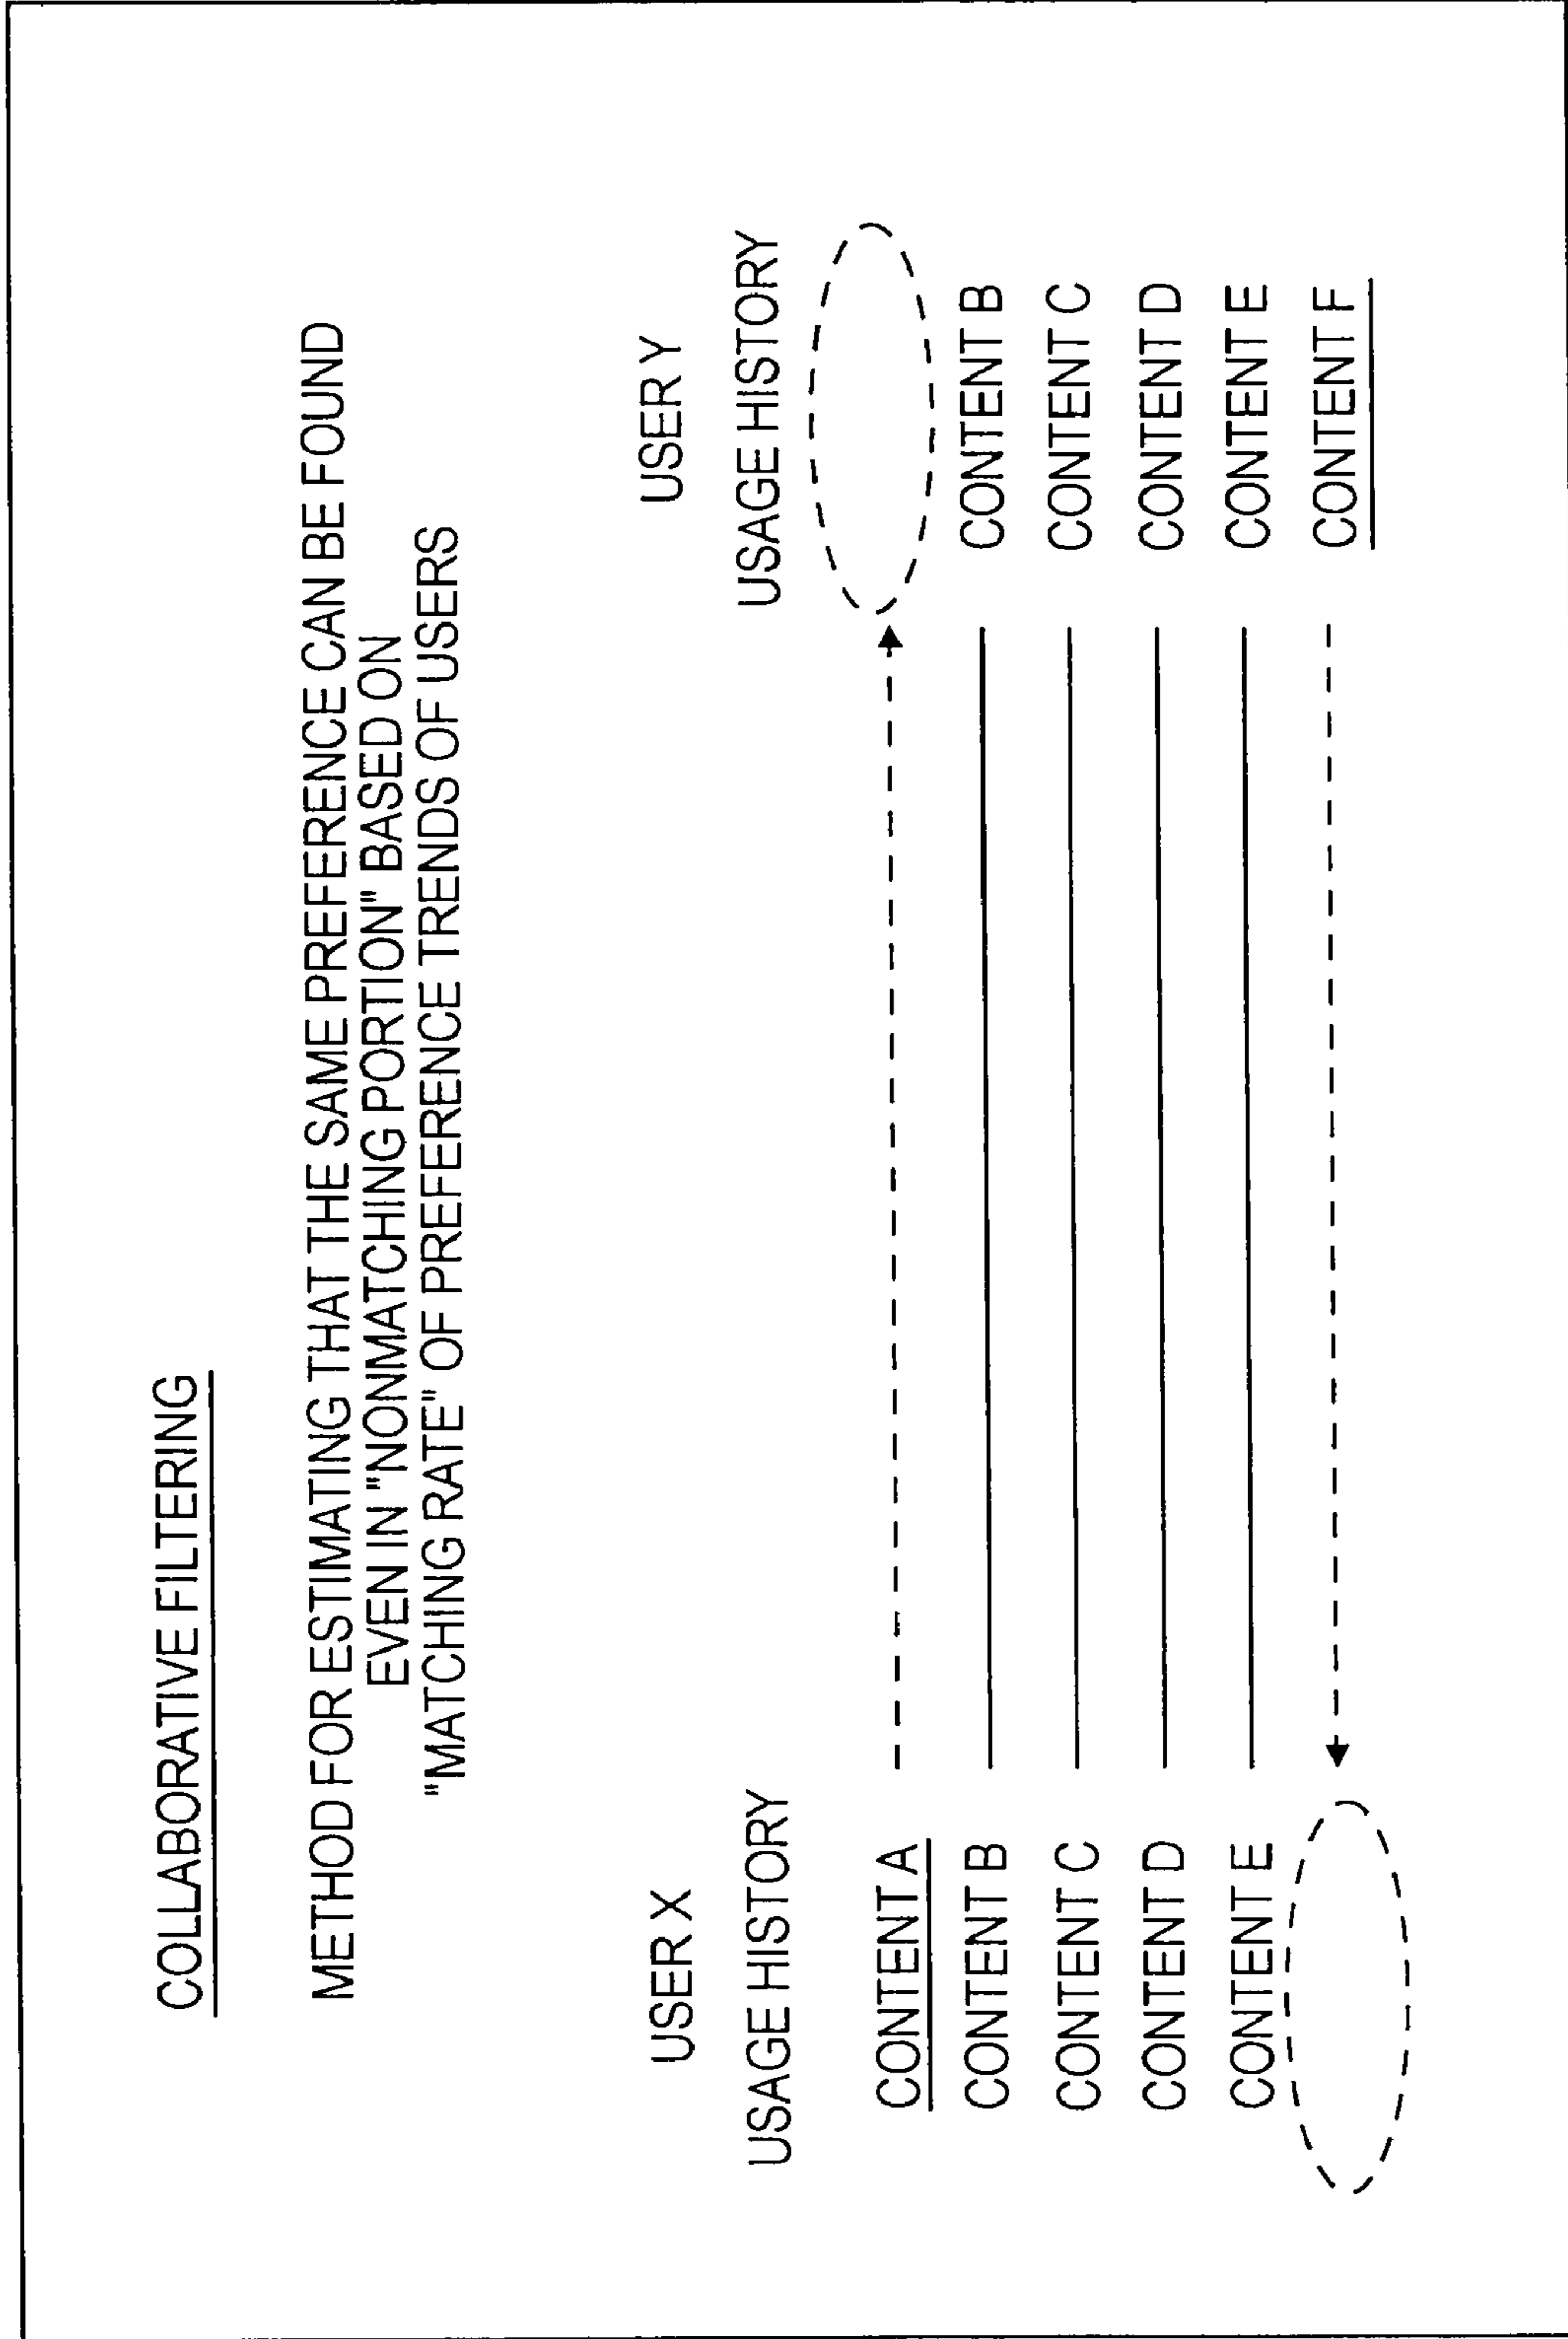 COLLABORATIVE FILTERING
METHOD FOR ESTIMATING THAT THE SAME PREFERENCE CAN BE FOUND
EVEN IN "NONMATCHING PORTION" BASED ON
"MATCHING RATE" OF PREFERENCE TRENDS OF USERS
USER X
USAGE HISTORY
CONTENT A
CONTENT B
CONTENT C
CONTENT D
CONTENT E
USER Y
USAGE HISTORY
CONTENT B
CONTENT C
CONTENT D
CONTENT E
CONTENT F